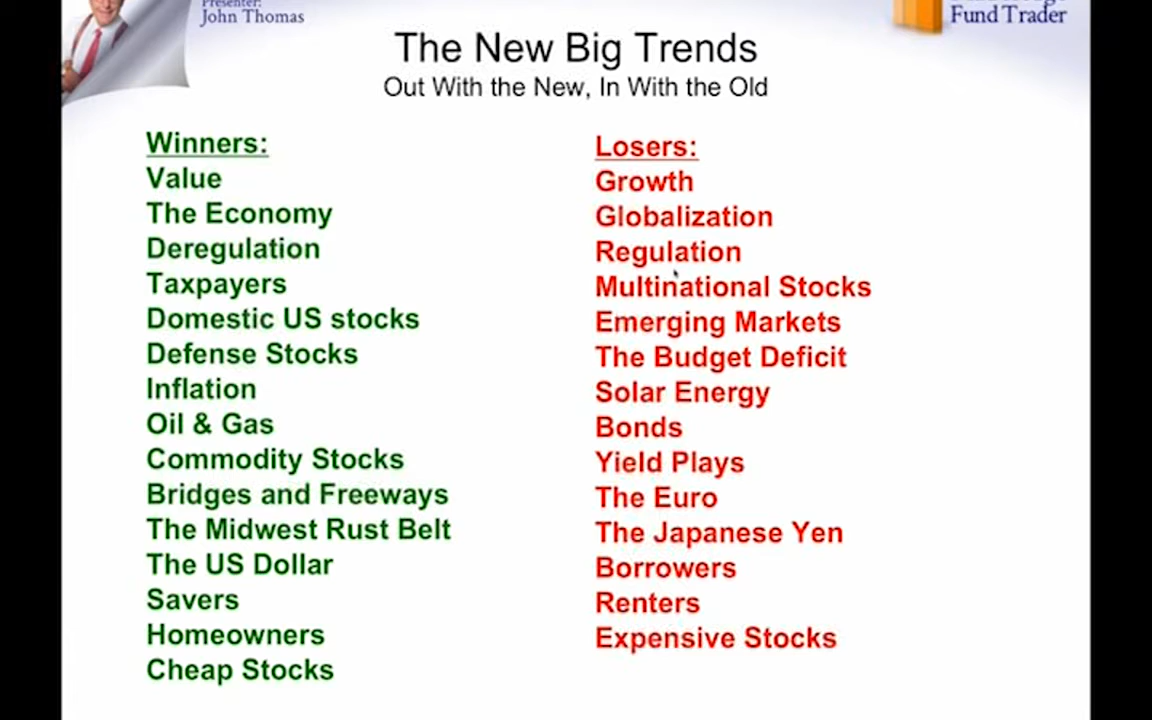 Presenter:
John Thomas
Fund Trader
The New Big Trends
Out With the New, In With the Old
Winners:
Value
The Economy
Deregulation
Taxpayers
Domestic US stocks
Defense Stocks
Inflation
Oil & Gas
Commodity Stocks
Bridges and Freeways
The Midwest Rust Belt
The US Dollar
Savers
Homeowners
Cheap Stocks
Losers:
Growth
Globalization
Regulation
Multinational Stocks
Emerging Markets
The Budget Deficit
Solar Energy
Bonds
Yield Plays
The Euro
The Japanese Yen
Borrowers
Renters
Expensive Stocks